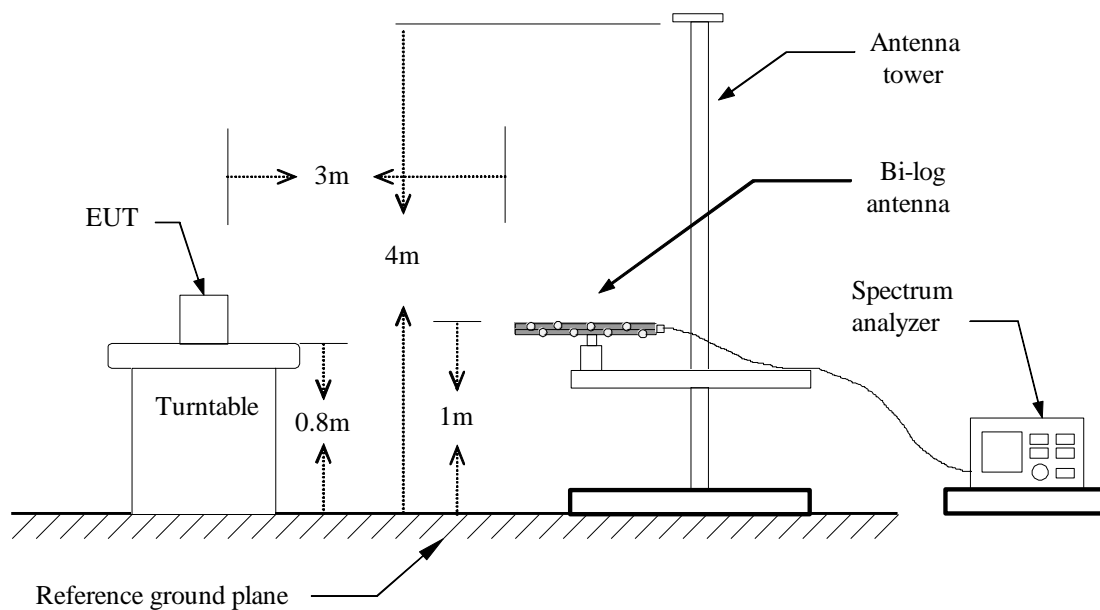 Antenna
tower
3m
Bi-log
antenna
EUT
4m
Spectrum
analyzer
Turntable
0.8m
1m
Reference ground plane